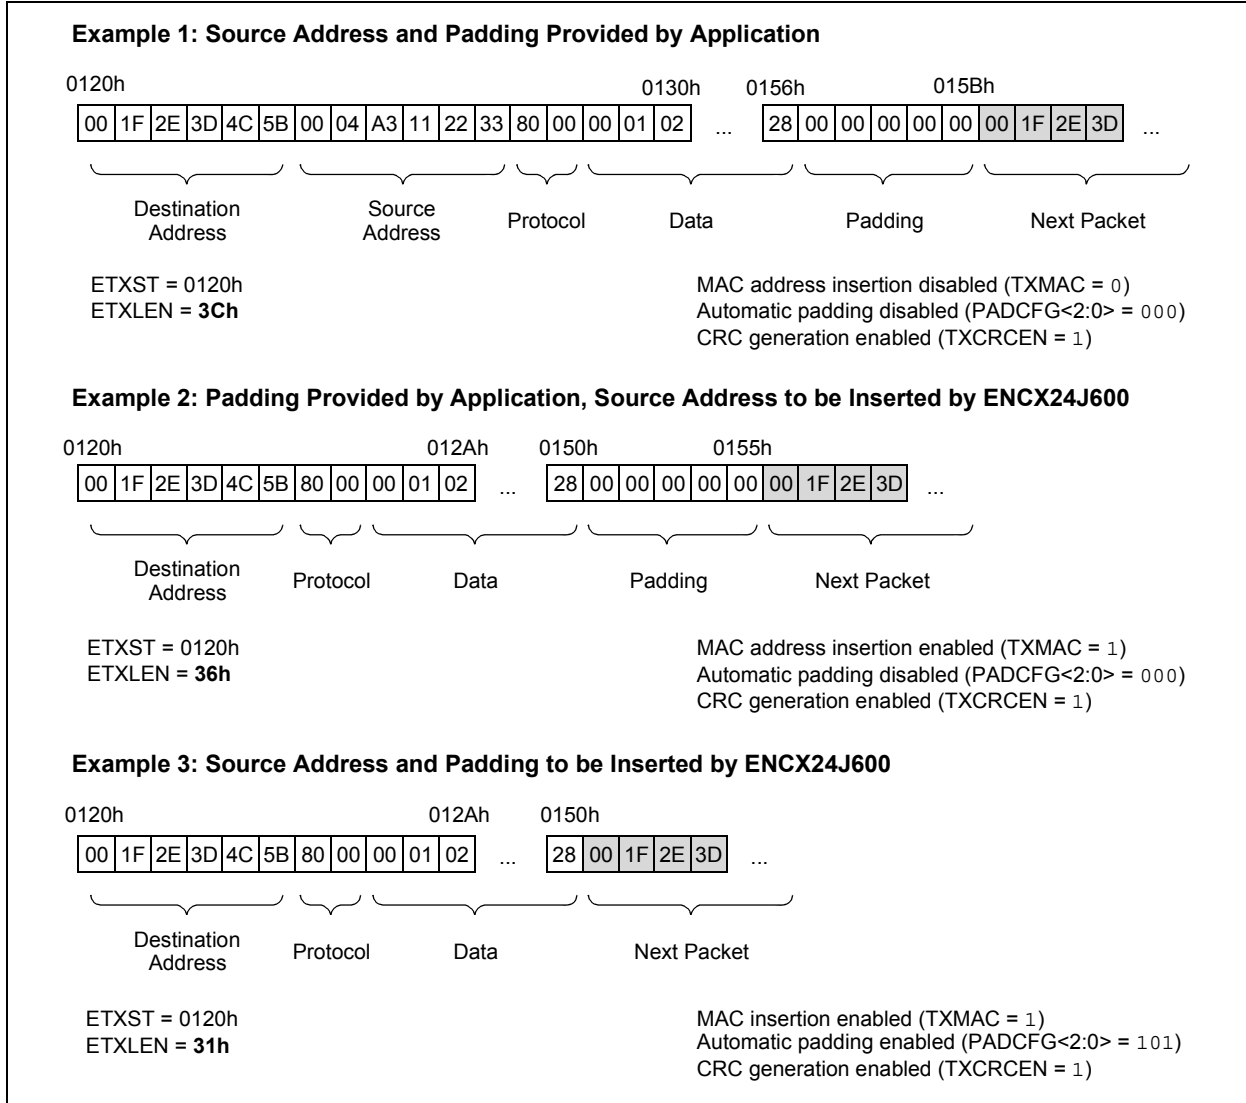 Example 1: Source Address and Padding Provided by Application
0120h 0130h 0156h 015Bh
00 1F 2E 3D 4C 5B 00 04 A3 11 22 33 80 00 00 01 02 ... 28 00 00 00 00 00 00 1F 2E 3D ...
Destination Address Source Address Protocol Data Padding Next Packet
ETXST = 0120h MAC address insertion disabled (TXMAC = 0)
ETXLEN = 3Ch Automatic padding disabled (PADCFG<2:0> = 000)
CRC generation enabled (TXCRCEN = 1)
Example 2: Padding Provided by Application, Source Address to be Inserted by ENCX24J600
0120h 012Ah 0150h 0155h
00 1F 2E 3D 4C 5B 80 00 00 01 02 ... 28 00 00 00 00 00 00 1F 2E 3D ...
Destination Address Protocol Data Padding Next Packet
ETXST = 0120h MAC address insertion enabled (TXMAC = 1)
ETXLEN = 36h Automatic padding disabled (PADCFG<2:0> = 000)
CRC generation enabled (TXCRCEN = 1)
Example 3: Source Address and Padding to be Inserted by ENCX24J600
0120h 012Ah 0150h
00 1F 2E 3D 4C 5B 80 00 00 01 02 ... 28 00 1F 2E 3D ...
Destination Address Protocol Data Next Packet
ETXST = 0120h MAC insertion enabled (TXMAC = 1)
ETXLEN = 31h Automatic padding enabled (PADCFG<2:0> = 101)
CRC generation enabled (TXCRCEN = 1)